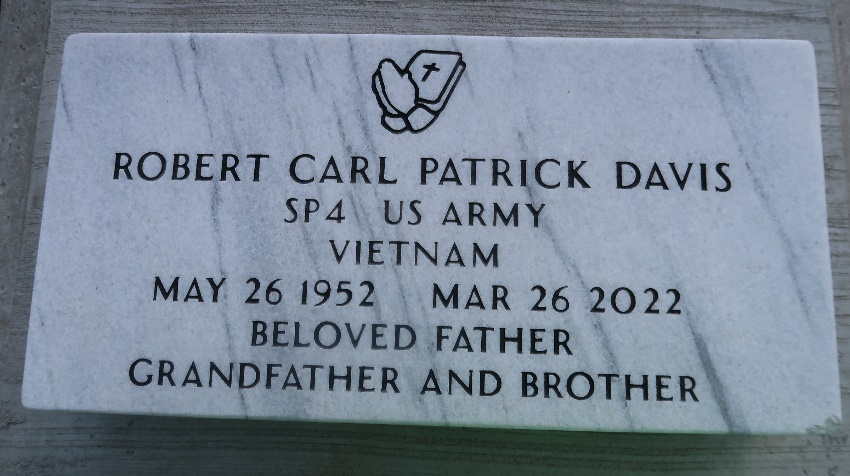 ROBERT CARL PATRICK DAVIS
SP4 US ARMY
VIETNAM
MAY 26 1952 MAR 26 2022
BELOVED FATHER
GRANDFATHER AND BROTHER